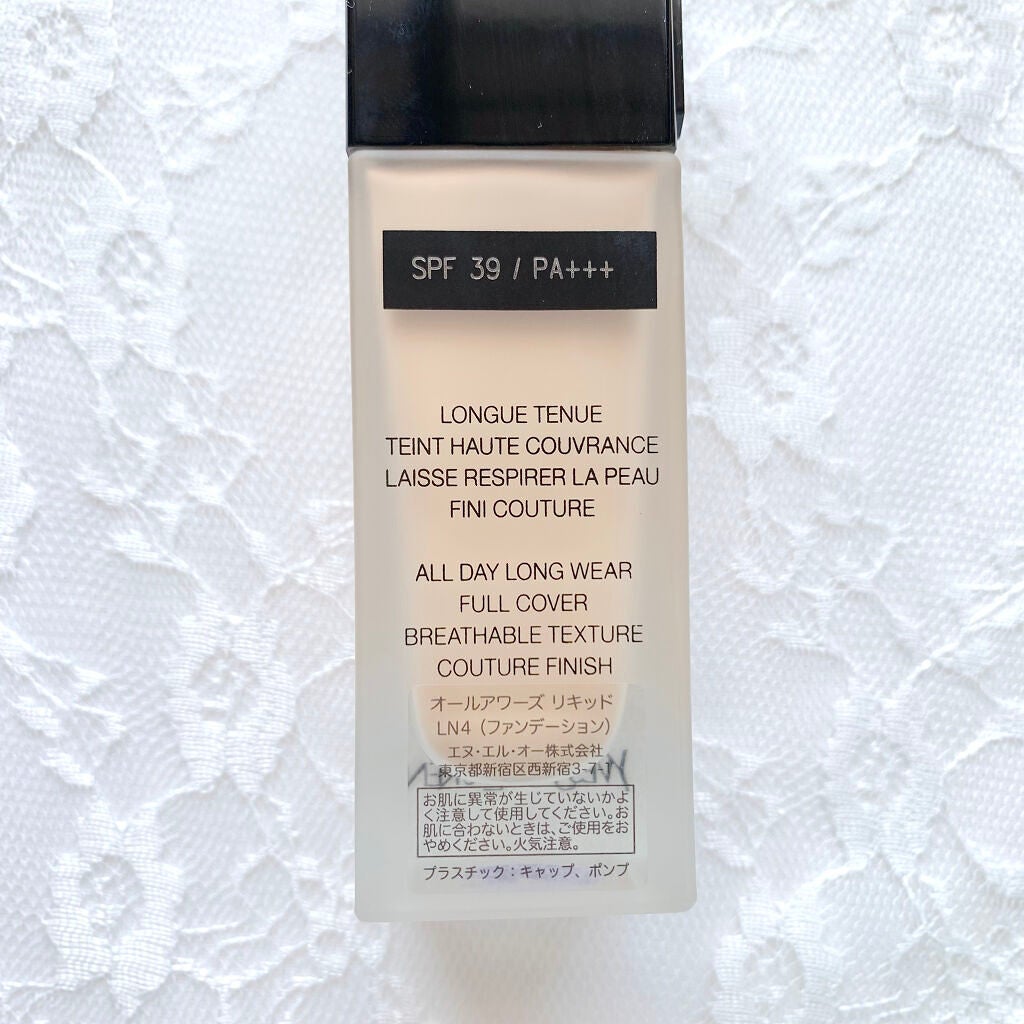 SPF 39 / PA+++
LONGUE TENUE
TEINT HAUTE COUVRANCE
LAISSE RESPIRER LA PEAU
FINI COUTURE
ALL DAY LONG WEAR
FULL COVER
BREATHABLE TEXTURE
COUTURE FINISH
オールアワーズ リキッド
LN4（ファンデーション）
エヌ・エル・オー株式会社
東京都新宿区西新宿3-7-1
お肌に異常が生じていないかよ
く注意して使用してください。お
肌に合わないときは、ご使用をお
やめください。火気注意。
プラスチック：キャップ、ポンプ